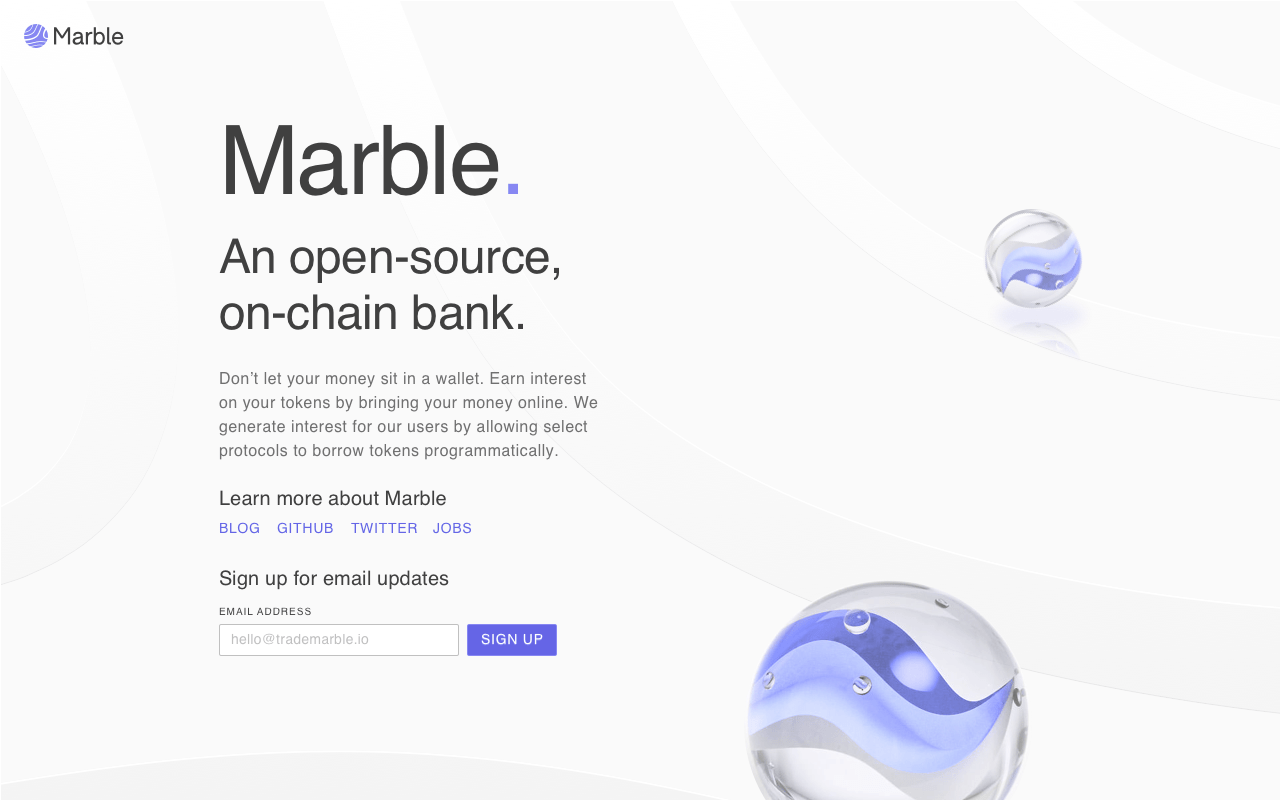 Marble
Marble.
An open-source,
on-chain bank.
Don’t let your money sit in a wallet. Earn interest
on your tokens by bringing your money online. We
generate interest for our users by allowing select
protocols to borrow tokens programmatically.
Learn more about Marble
BLOG GITHUB TWITTER JOBS
Sign up for email updates
EMAIL ADDRESS
hello@trademarble.io SIGN UP